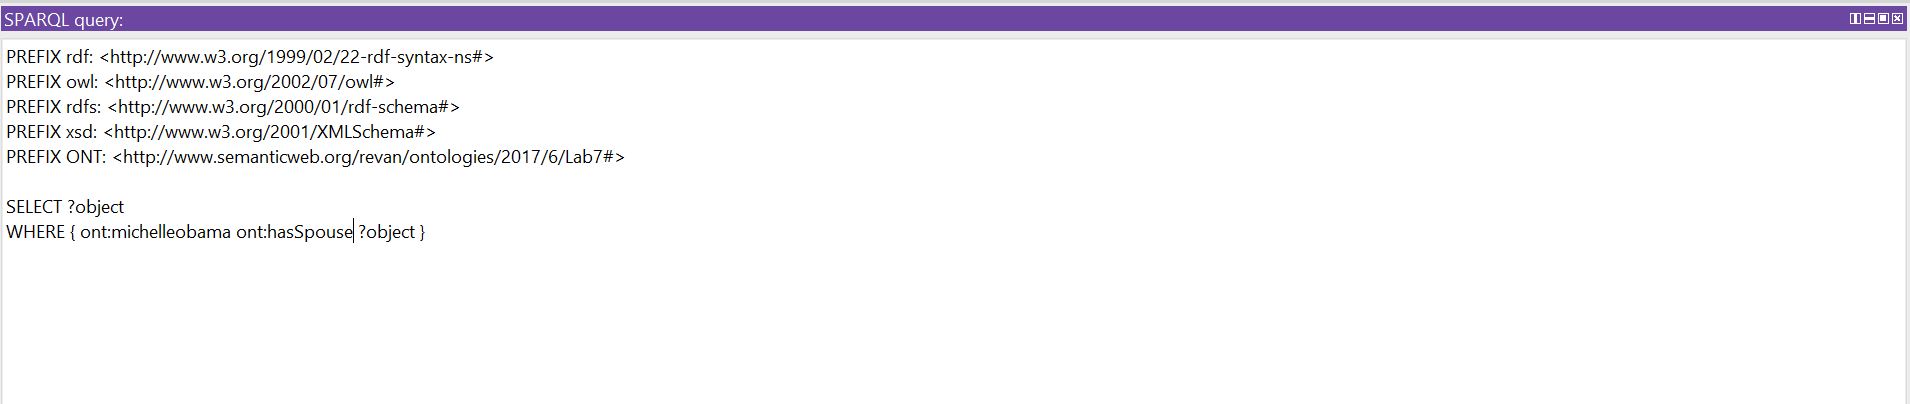 SPARQL query:
PREFIX rdf: <http://www.w3.org/1999/02/22-rdf-syntax-ns#>
PREFIX owl: <http://www.w3.org/2002/07/owl#>
PREFIX rdfs: <http://www.w3.org/2000/01/rdf-schema#>
PREFIX xsd: <http://www.w3.org/2001/XMLSchema#>
PREFIX ONT: <http://www.semanticweb.org/revan/ontologies/2017/6/Lab7#>
SELECT ?object
WHERE { ont:michelleobama ont:hasSpouse ?object }